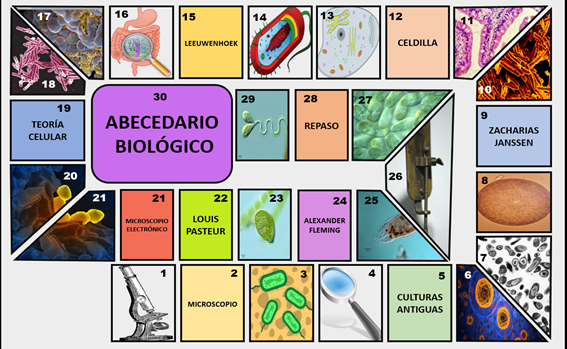 17
16
15
LEEUWENHOEK
14
13
12
CELDILLA
11
18
10
19
TEORÍA
CELULAR
30
ABECEDARIO
BIOLÓGICO
29
28
REPASO
27
9
ZACHARIAS
JANSSEN
20
21
21
MICROSCOPIO
ELECTRÓNICO
22
LOUIS
PASTEUR
23
24
ALEXANDER
FLEMING
25
26
8
7
1
2
MICROSCOPIO
3
4
5
CULTURAS
ANTIGUAS
6